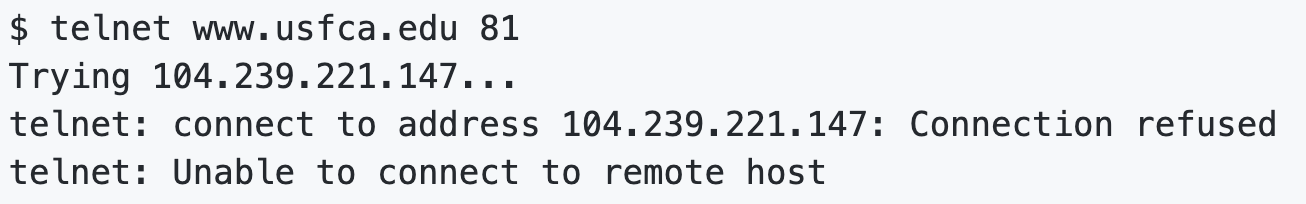 $ telnet www.usfca.edu 81
Trying 104.239.221.147...
telnet: connect to address 104.239.221.147: Connection refused
telnet: Unable to connect to remote host